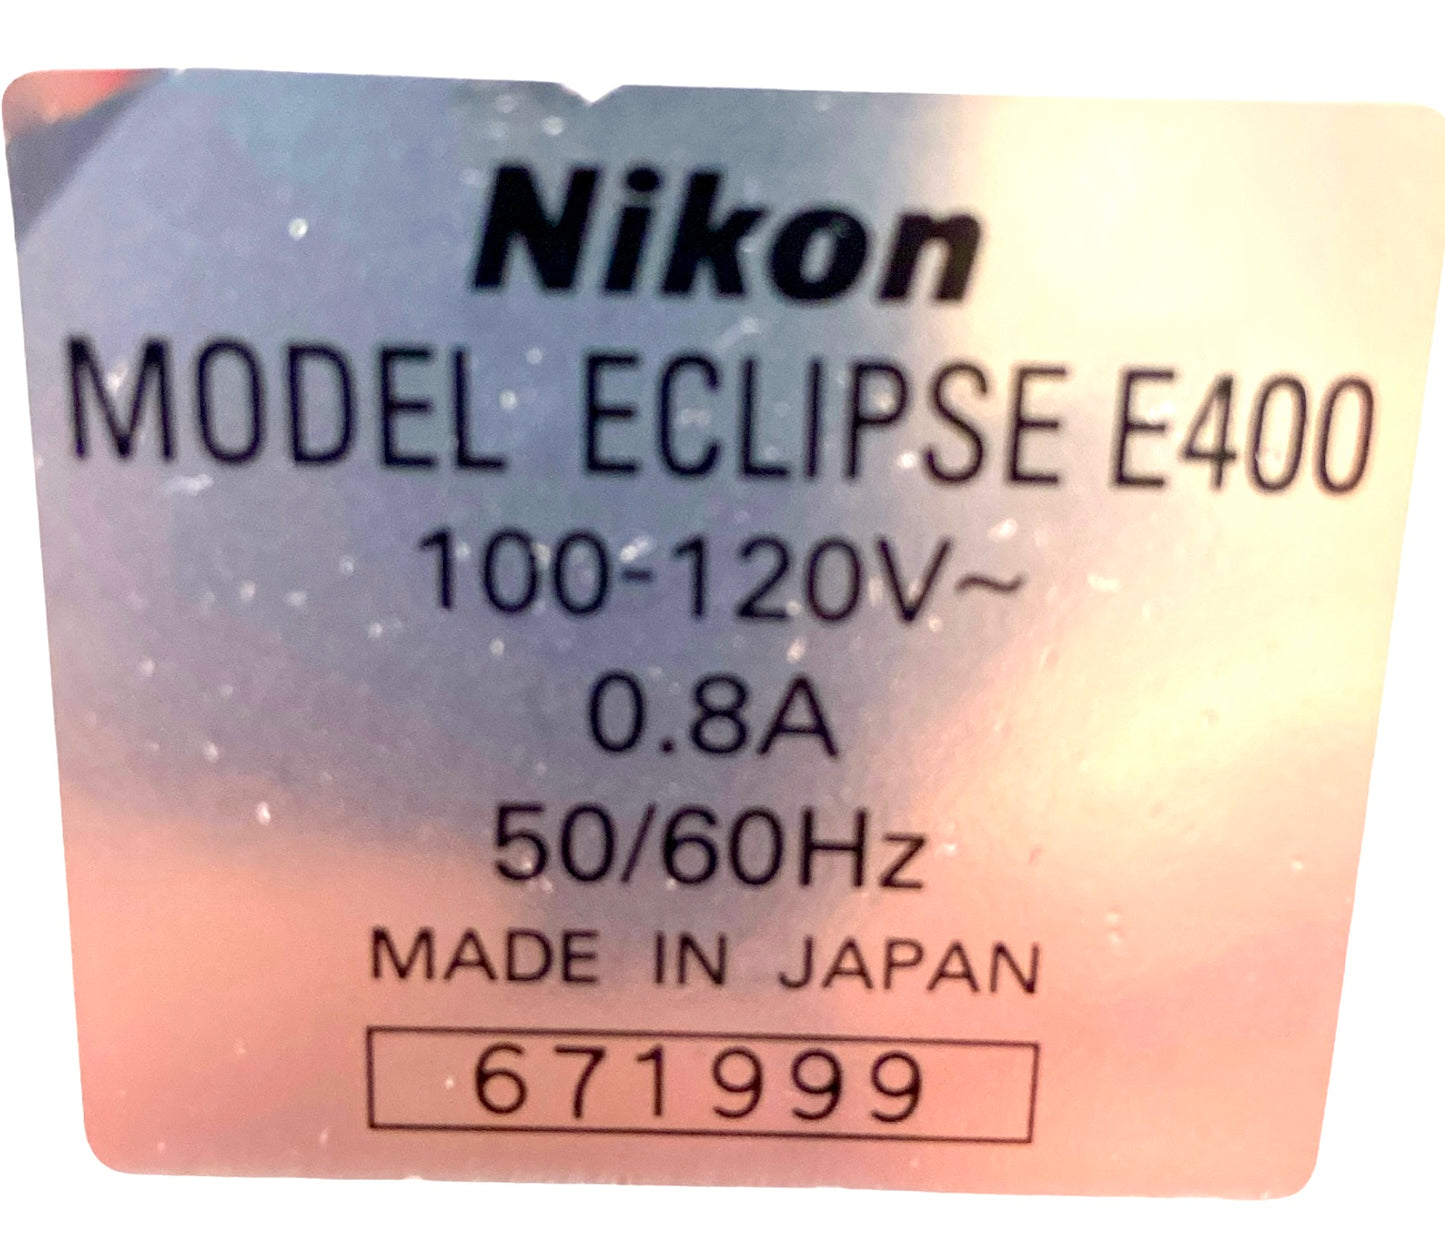 Nikon
MODEL ECLIPSE E400
100-120V~
0.8A
50/60Hz
MADE IN JAPAN
671999